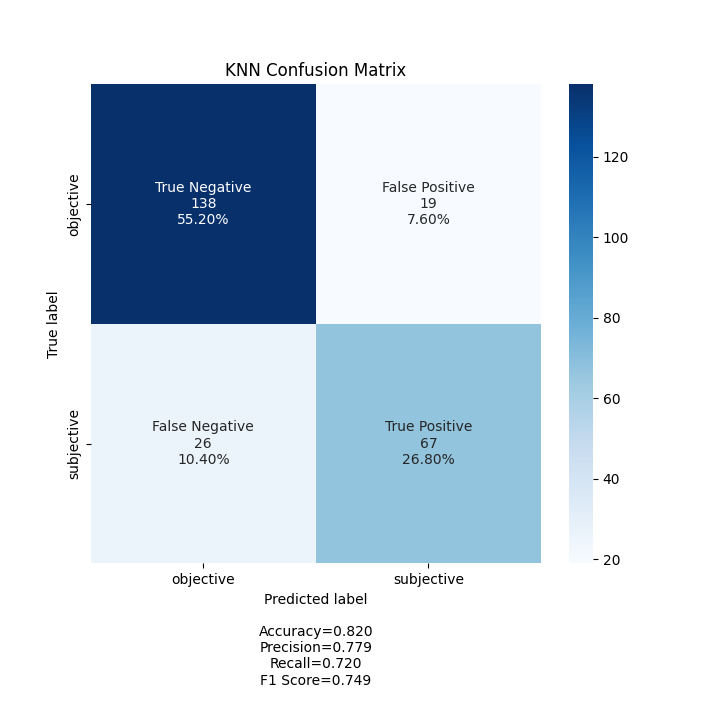 KNN Confusion Matrix
True label
objective
subjective
True Negative
138
55.20%
False Positive
19
7.60%
False Negative
26
10.40%
True Positive
67
26.80%
objective
subjective
Predicted label
Accuracy=0.820
Precision=0.779
Recall=0.720
F1 Score=0.749
120
100
80
60
40
20